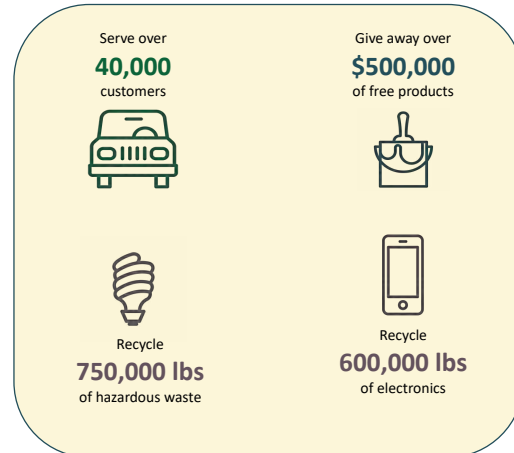 Serve over
40,000
customers
Give away over
$500,000
of free products
Recycle
750,000 lbs
of hazardous waste
Recycle
600,000 lbs
of electronics